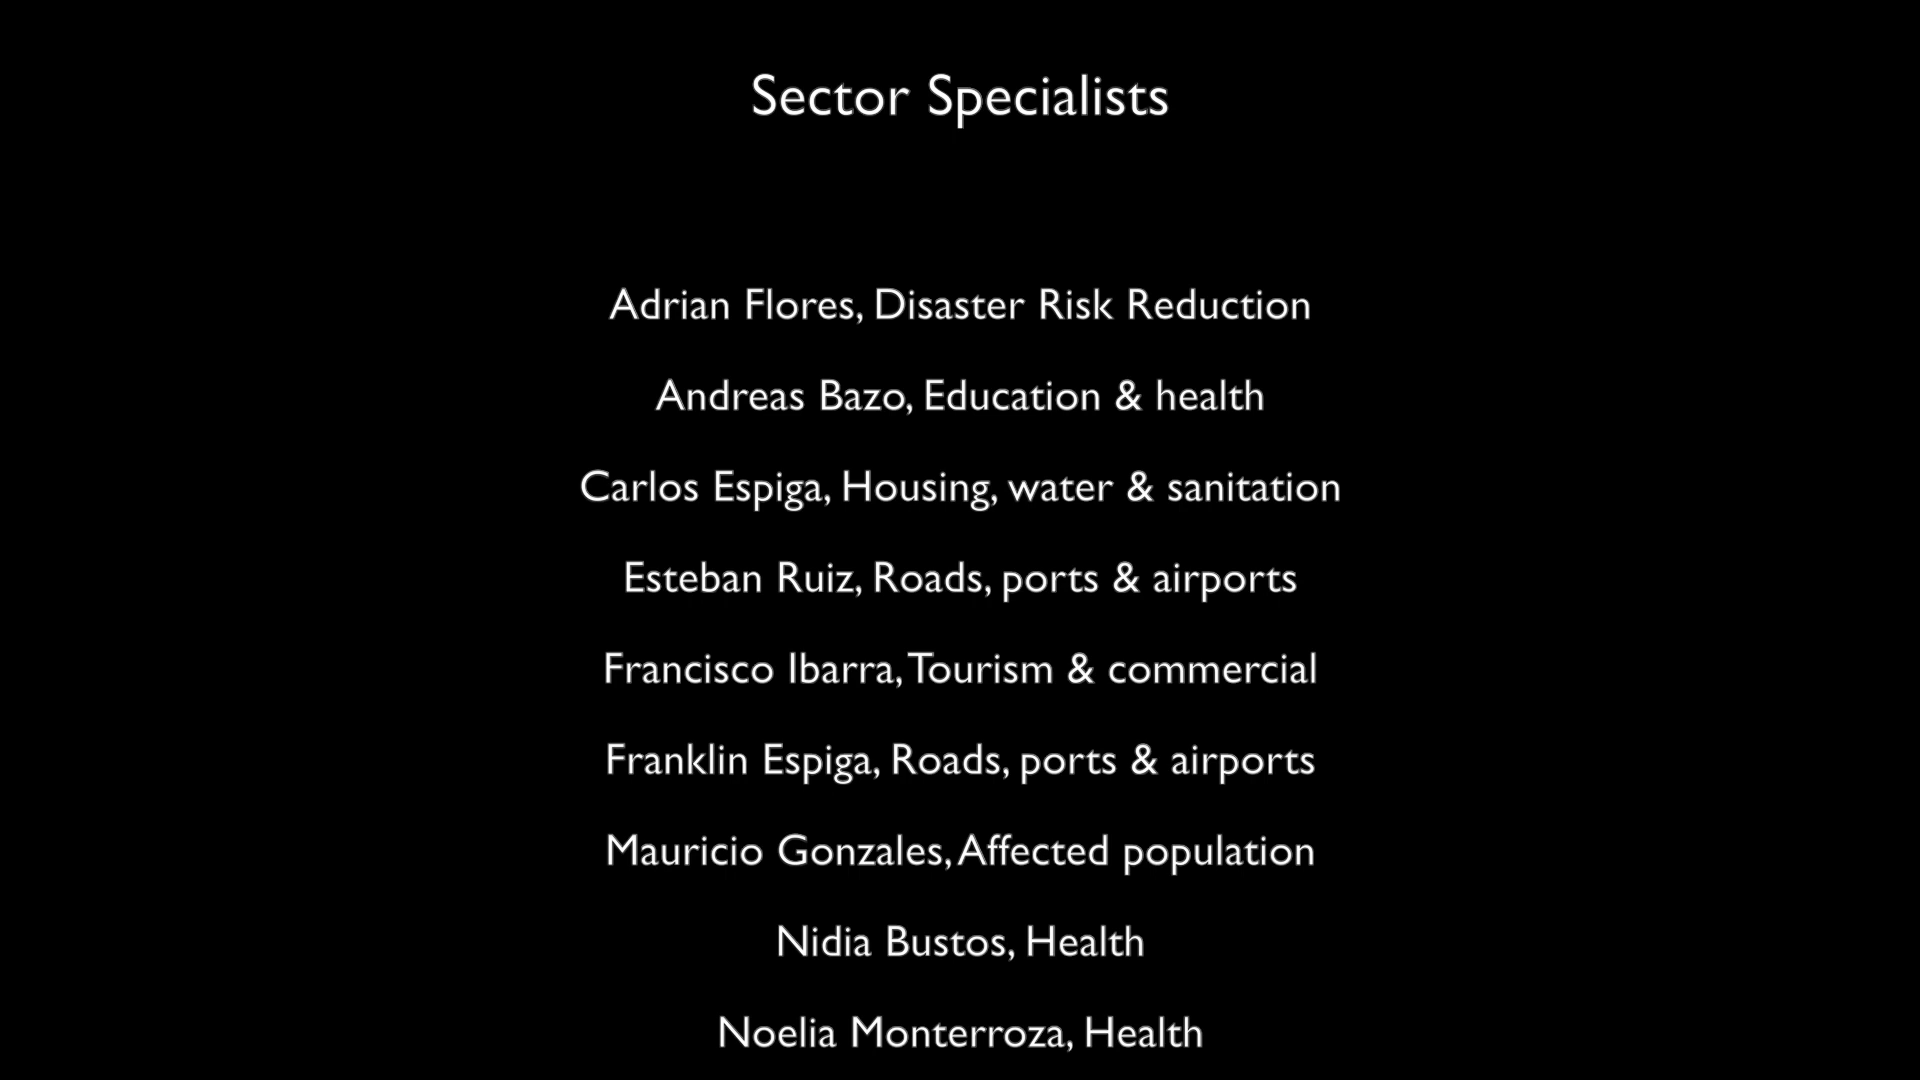 Sector Specialists
Adrian Flores, Disaster Risk Reduction
Andreas Bazo, Education & health
Carlos Espiga, Housing, water & sanitation
Esteban Ruiz, Roads, ports & airports
Francisco Ibarra, Tourism & commercial
Franklin Espiga, Roads, ports & airports
Mauricio Gonzales, Affected population
Nidia Bustos, Health
Noelia Monterroza, Health